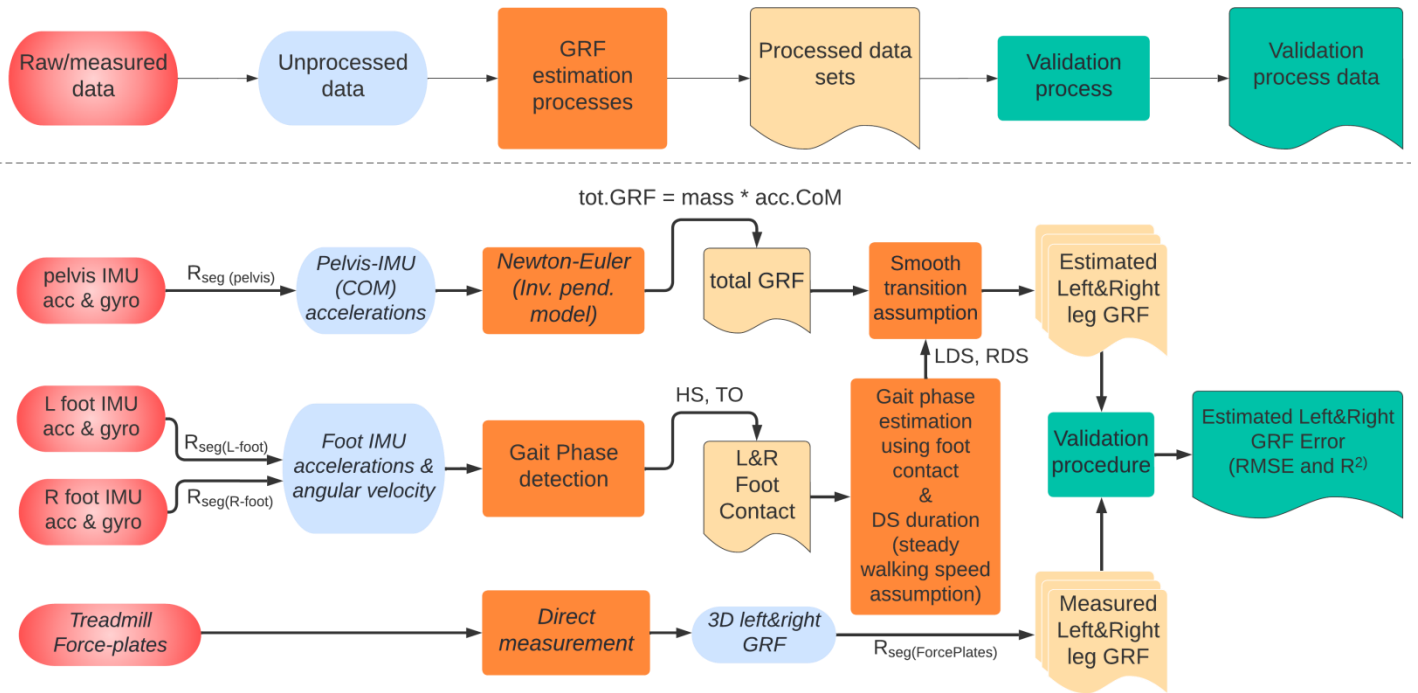 Raw/measured
data
Unprocessed
data
GRF
estimation
processes
Processed data
sets
Validation
process
Validation
process data
tot.GRF = mass * acc.CoM
pelvis IMU
acc & gyro
Rseg (pelvis)
Pelvis-IMU
(COM)
accelerations
Newton-Euler
(Inv. pend.
model)
total GRF
Smooth
transition
assumption
Estimated
Left&Right
leg GRF
LDS, RDS
L foot IMU
acc & gyro
Rseg(L-foot)
R foot IMU
acc & gyro
Rseg(R-foot)
Foot IMU
accelerations &
angular velocity
Gait Phase
detection
HS, TO
L&R
Foot
Contact
Gait phase
estimation
using foot
contact
&
DS duration
(steady
walking speed
assumption)
Validation
procedure
Estimated Left&Right
GRF Error
(RMSE and R²)
Treadmill
Force-plates
Direct
measurement
3D left&right
GRF
Rseg(ForcePlates)
Measured
Left&Right
leg GRF